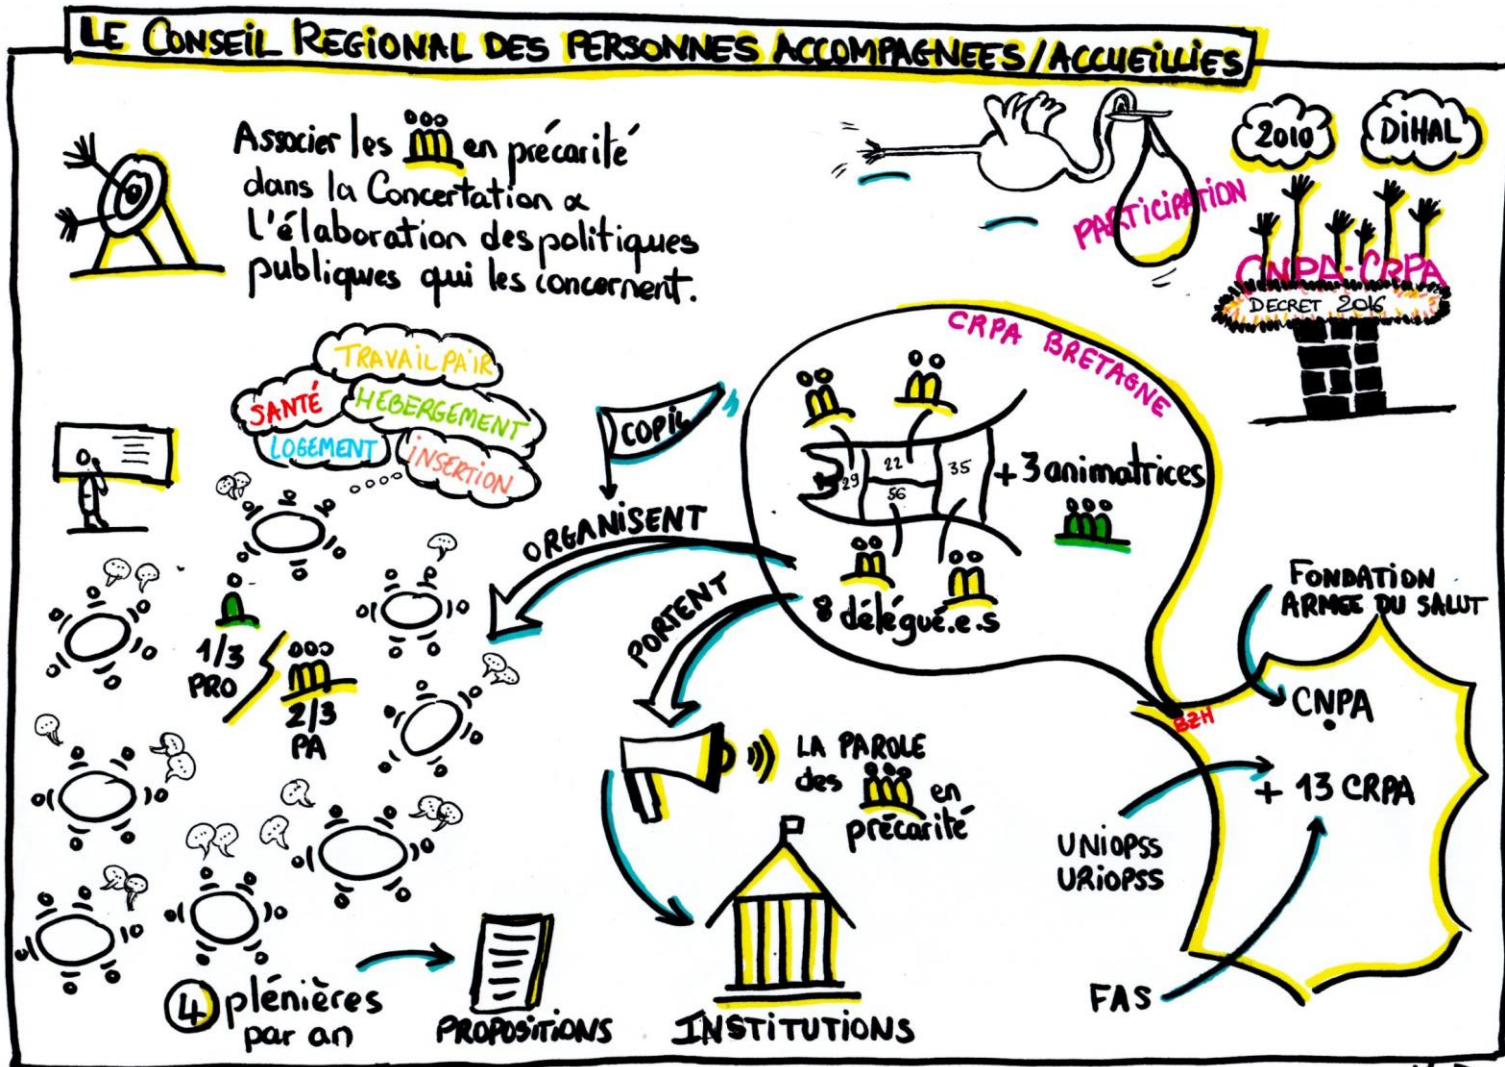 LE CONSEIL REGIONAL DES PERSONNES ACCOMPAGNEES/ACCUEILLIES
Associer les en précarité
dans la Concertation &
l'élaboration des politiques
publiques qui les concernent.
PARTICIPATION
2010
DIHAL
CNPA-CRPA
DECRET 2016
TRAVAIL PAIR
SANTÉ
HEBERGEMENT
LOGEMENT
INSERTION
COPIL
CRPA BRETAGNE
29
22
56
35
+ 3 animatrices
8 délégué.e.s
ORGANISENT
PORTENT
1/3
PRO
2/3
PA
LA PAROLE
des en
précarité
FONDATION
ARMEE DU SALUT
BZH
CNPA
+ 13 CRPA
UNIOPSS
URIOPSS
FAS
4 plénières
par an
PROPOSITIONS
INSTITUTIONS